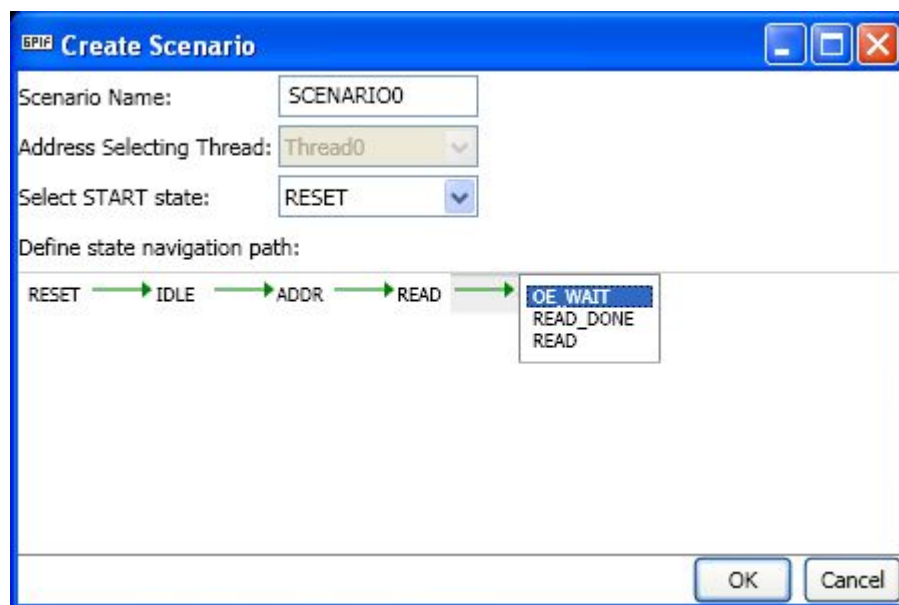 GPIF Create Scenario
Scenario Name: SCENARIO0
Address Selecting Thread: Thread0
Select START state: RESET
Define state navigation path:
RESET IDLE ADDR READ OE_WAIT
READ_DONE
READ
OK Cancel